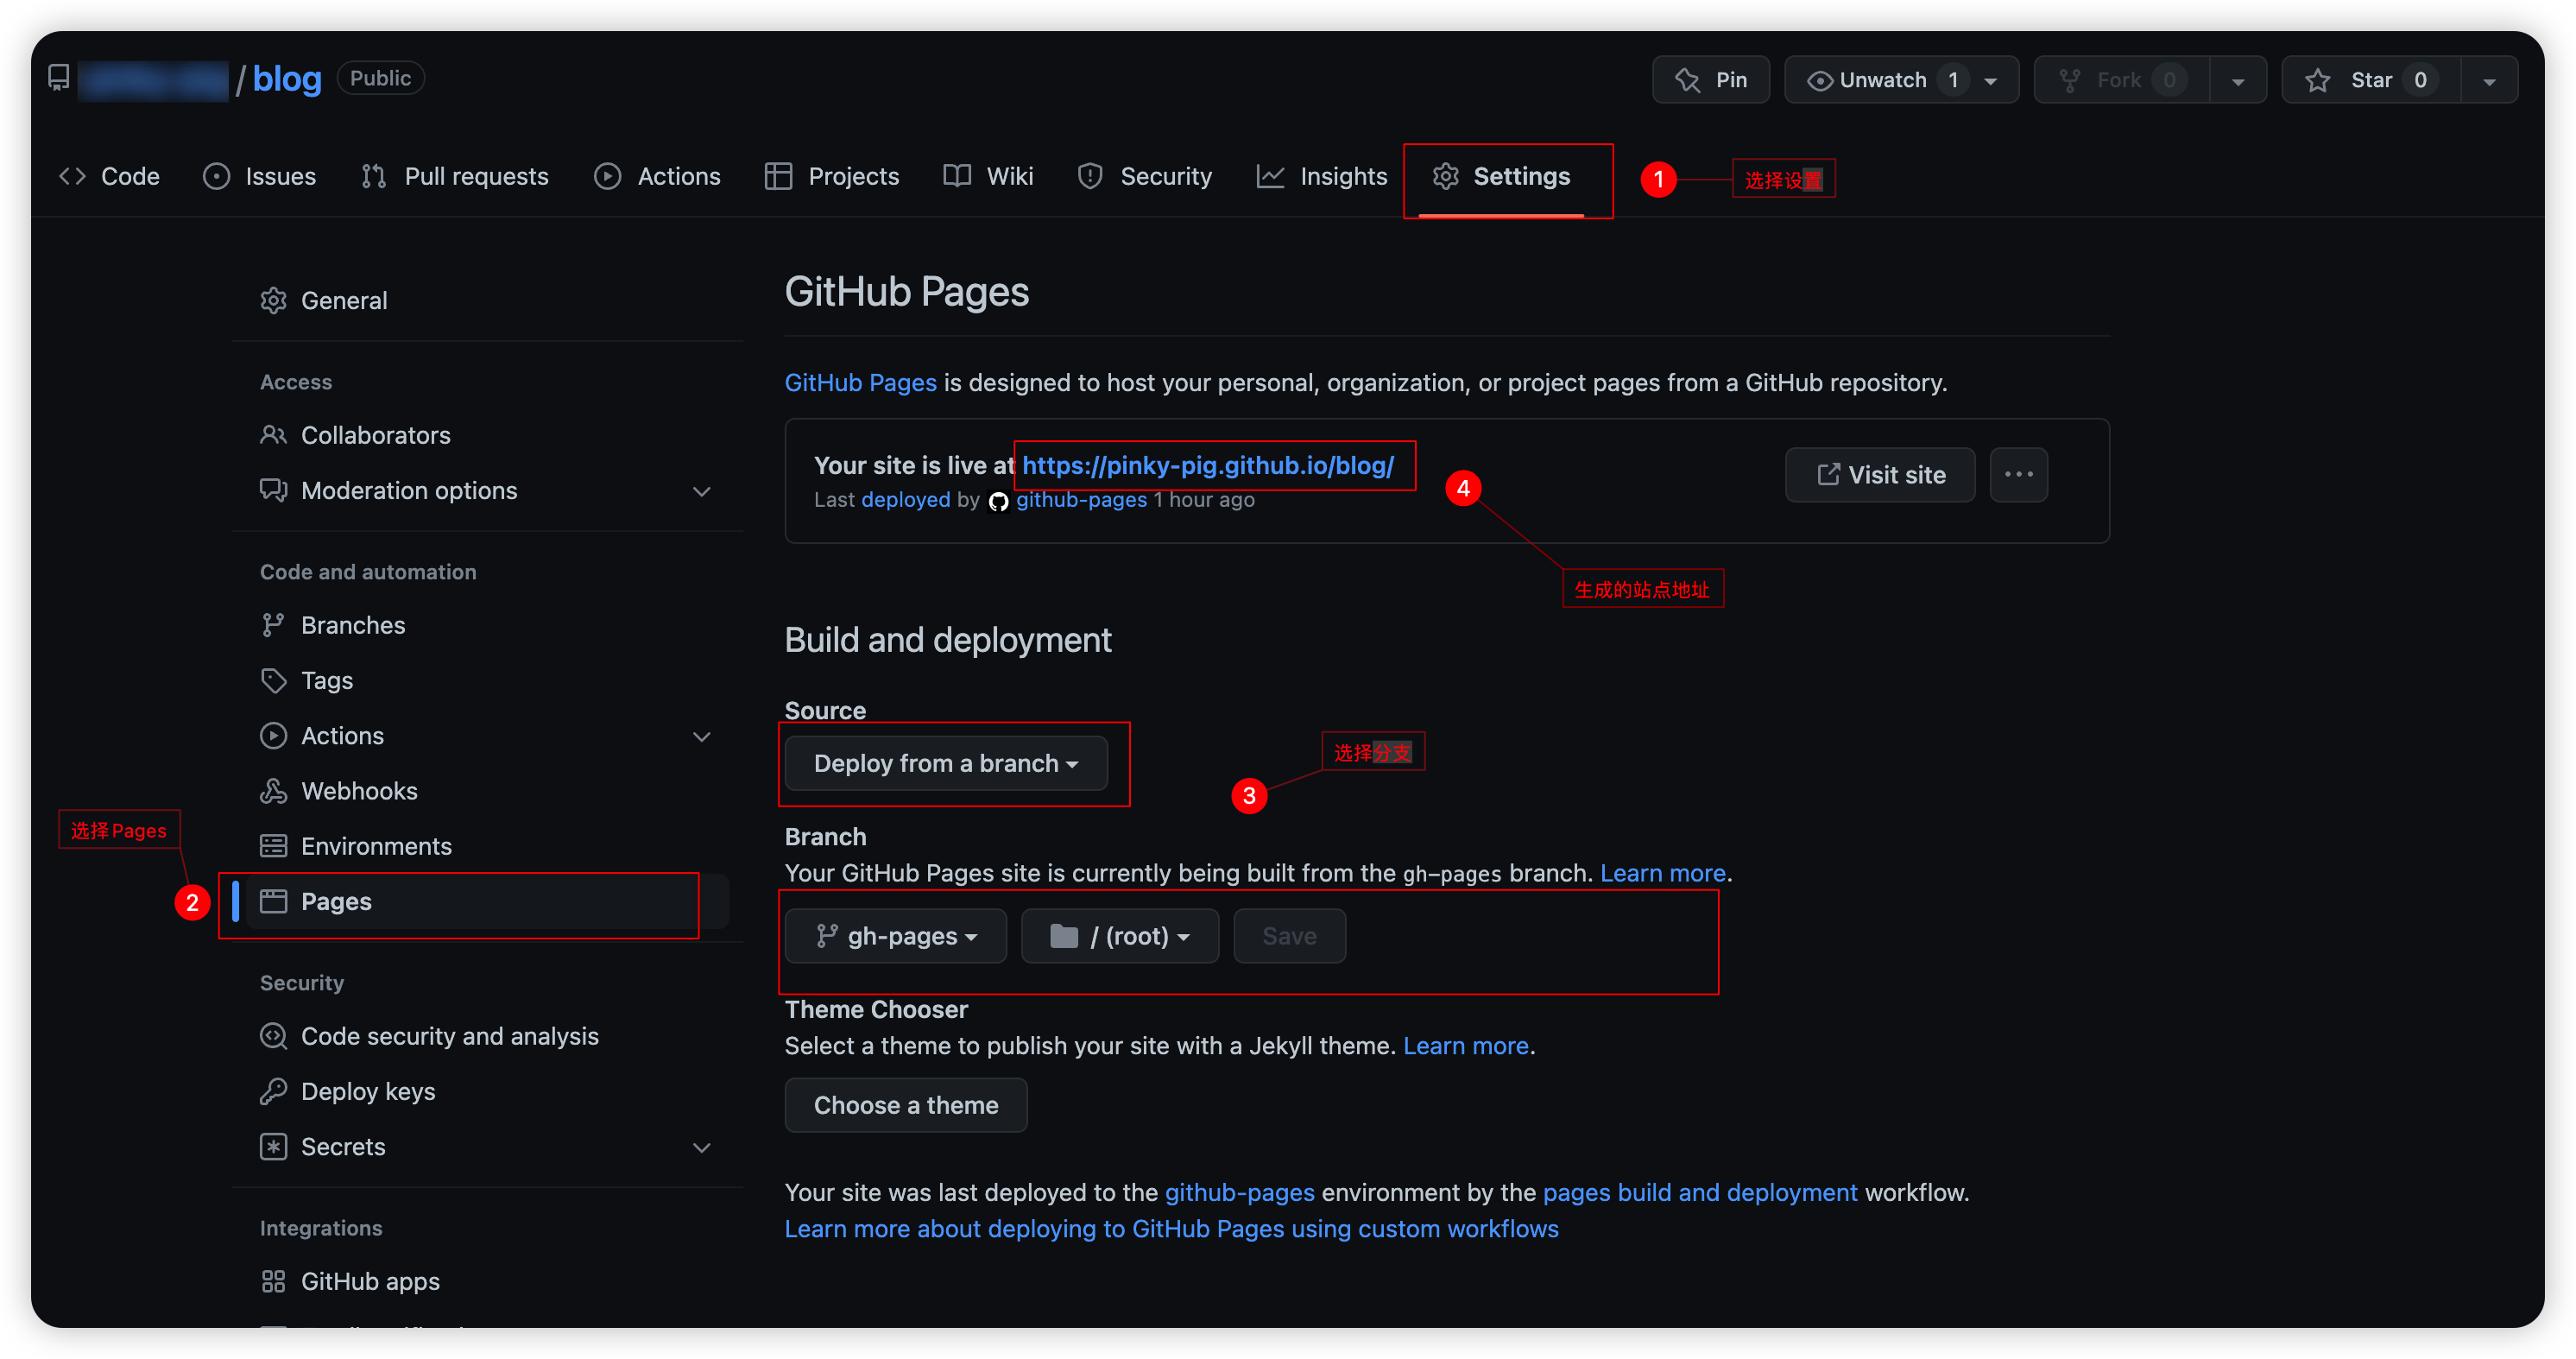 / blog Public
Pin
Unwatch 1
Fork 0
Star 0
Code
Issues
Pull requests
Actions
Projects
Wiki
Security
Insights
Settings
1
选择设置
General
Access
Collaborators
Moderation options
Code and automation
Branches
Tags
Actions
Webhooks
Environments
选择Pages
2
Pages
Security
Code security and analysis
Deploy keys
Secrets
Integrations
GitHub apps
GitHub Pages
GitHub Pages is designed to host your personal, organization, or project pages from a GitHub repository.
Your site is live at https://pinky-pig.github.io/blog/
Last deployed by github-pages 1 hour ago
Visit site
4
生成的站点地址
Build and deployment
Source
Deploy from a branch
选择分支
3
Branch
Your GitHub Pages site is currently being built from the gh-pages branch. Learn more.
gh-pages
/ (root)
Save
Theme Chooser
Select a theme to publish your site with a Jekyll theme. Learn more.
Choose a theme
Your site was last deployed to the github-pages environment by the pages build and deployment workflow.
Learn more about deploying to GitHub Pages using custom workflows